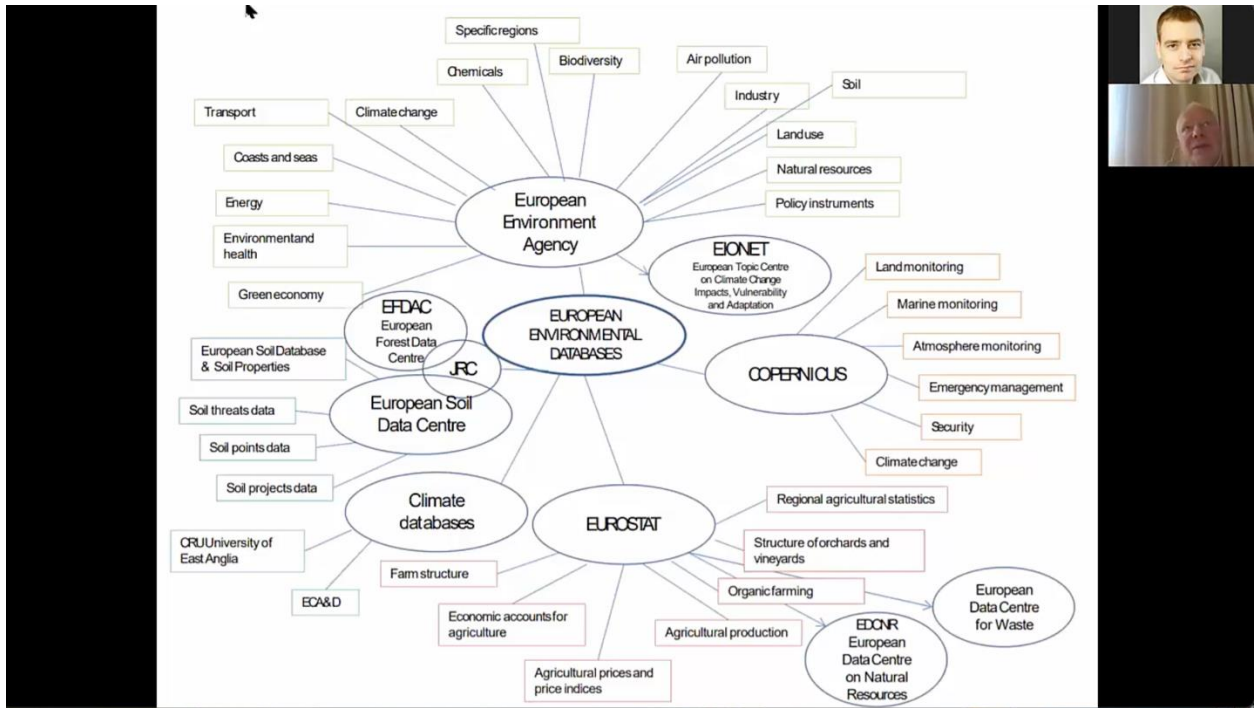 Specific regions
Biodiversity
Air pollution
Chemicals
Industry
Soil
Transport
Climate change
Land use
Coasts and seas
Natural resources
Energy
Policy instruments
European
Environment
Agency
Environment and
health
EIONET
European Topic Centre
on Climate Change
Impacts, Vulnerability
and Adaptation
Green economy
Land monitoring
Marine monitoring
Atmosphere monitoring
Emergency management
Security
Climate change
COPERNICUS
EFDAC
European
Forest Data
Centre
EUROPEAN
ENVIRONMENTAL
DATABASES
JRC
European Soil Database
& Soil Properties
European Soil
Data Centre
Soil threats data
Soil points data
Soil projects data
Climate
databases
CRU University of
East Anglia
ECA&D
EUROSTAT
Regional agricultural statistics
Structure of orchards and
vineyards
Organic farming
Farm structure
Economic accounts for
agriculture
Agricultural production
Agricultural prices and
price indices
European
Data Centre
for Waste
EDCNR
European
Data Centre
on Natural
Resources